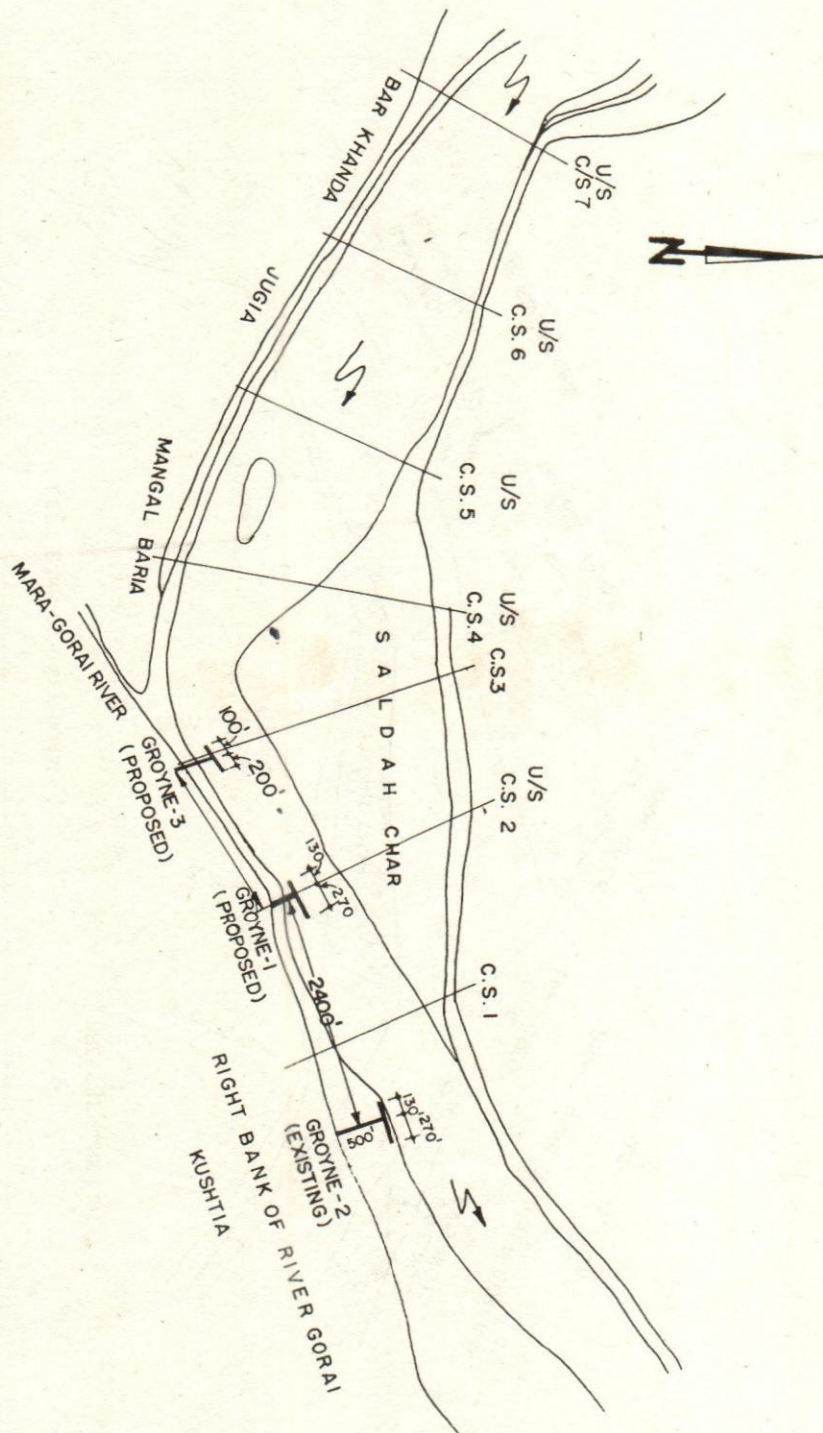 U/S
C/S 7
BAR KHANDA
N
U/S
C.S. 6
JUGIA
U/S
C.S. 5
MANGAL BARIA
U/S
C.S.4
C.S.3
SALDAH CHAR
MARA-GORAI RIVER
100'
200'
GROYNE-3
(PROPOSED)
U/S
C.S. 2
130'
270'
GROYNE-1
(PROPOSED)
C.S. 1
2400'
130'
270'
GROYNE-2
(EXISTING)
RIGHT BANK OF RIVER GORAI
KUSHTIA